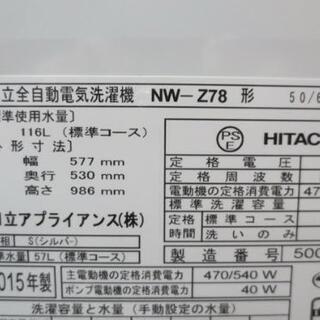 立全自動電気洗濯機 NW-Z78 形 50/6
準使用水量
116L (標準コース)
形寸法)
幅 577 mm
奥行 530 mm
高さ 986 mm
立アプライアンス(株)
相 S(シルバー)
準水量 57L (標準コース)
015年製
PS
E
HITAC
定格電圧
定格周波数
電動機の定格消費電力 47
標準洗濯容量
定格水量
洗いのみ
製造番号 500
主電動機の定格消費電力 470/540 W
ポンプ電動機の定格消費電力 40 W
洗濯容量と水量 (手動設定の水量)